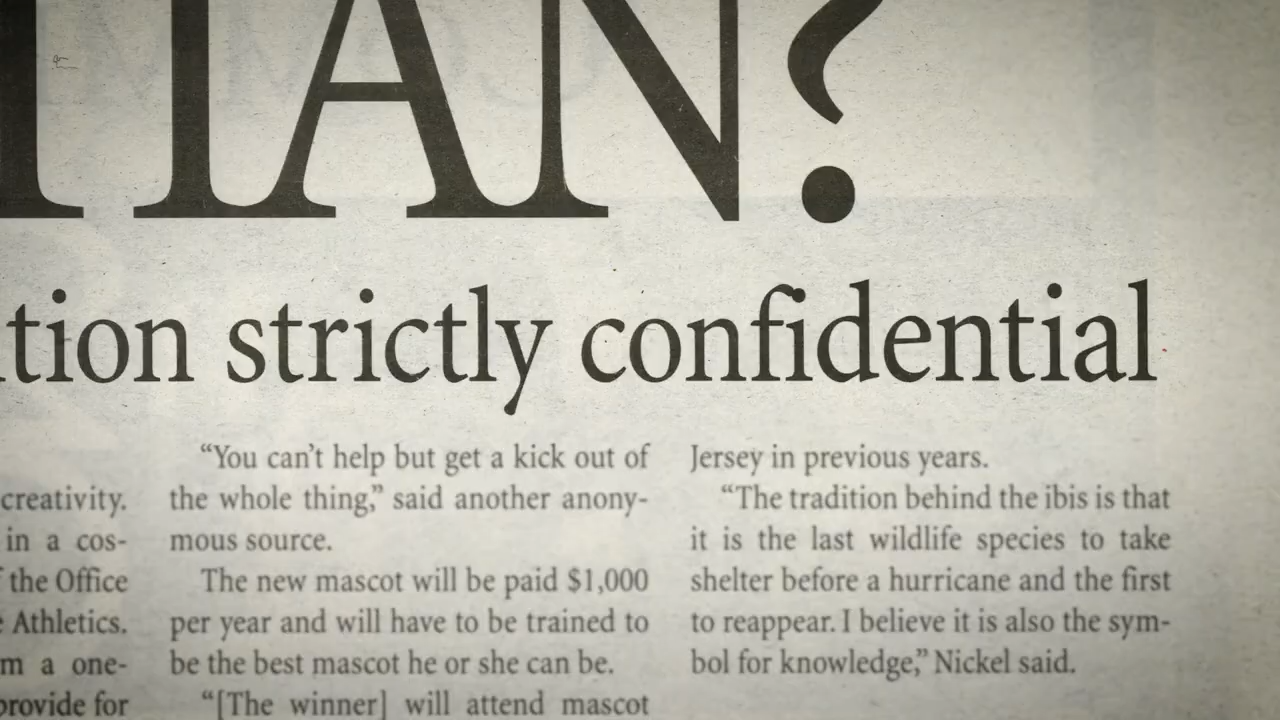 TIAN?
tion strictly confidential
creativity.
in a cos-
the Office
Athletics.
m a one-
provide for
“You can’t help but get a kick out of
the whole thing,” said another anony-
mous source.
The new mascot will be paid $1,000
per year and will have to be trained to
be the best mascot he or she can be.
“[The winner] will attend mascot
Jersey in previous years.
“The tradition behind the ibis is that
it is the last wildlife species to take
shelter before a hurricane and the first
to reappear. I believe it is also the sym-
bol for knowledge,” Nickel said.